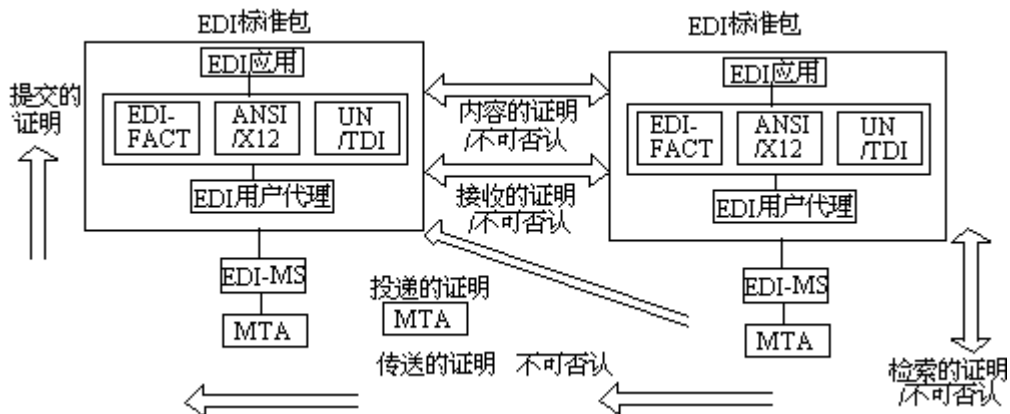 EDI标准包
EDI标准包
EDI应用
EDI应用
提交的
证明
EDI-
FACT
ANSI
/X12
UN
/TDI
内容的证明
/不可否认
EDI-
FACT
ANSI
/X12
UN
/TDI
EDI用户代理
接收的证明
/不可否认
EDI用户代理
EDI-MS
投递的证明
EDI-MS
MTA
MTA
MTA
传送的证明 不可否认
检索的证明
/不可否认